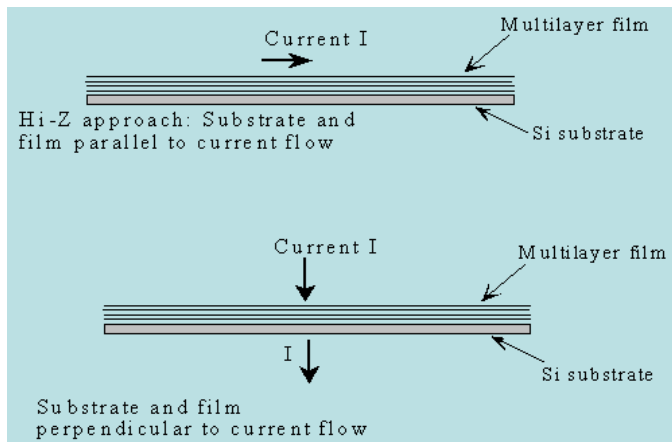 Current I
Multilayer film
Hi-Z approach: Substrate and
film parallel to current flow
Si substrate
Current I
Multilayer film
I
Si substrate
Substrate and film
perpendicular to current flow